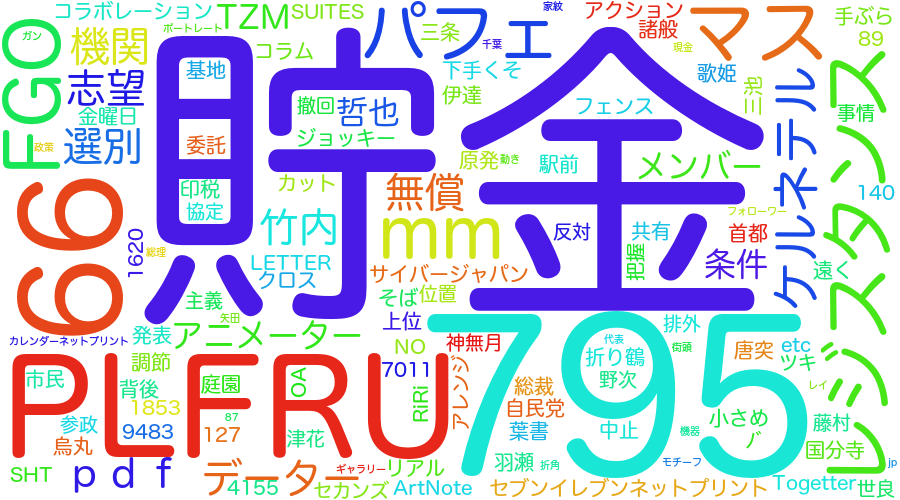 コラボレーション
TZM
SUITES
パフェ
家紋
アクション
マス
手ぶら
ガン
ポートレート
機関
コラム
三条
千葉
諸般
現金
89
FGO
志望
基地
貯金
下手くそ
歌姫
三池
ケルネテル
レジスタンス
金曜日
撤回
哲也
伊達
フェンス
事情
政策
選別
委託
ジョッキー
原発
動き
駅前
メンバー
66
印税
協定
カット
無償
140
フォロワー
竹内
mm
反対
共有
首都
1620
総理
LETTER
クロス
サイバージャパン
把握
条件
遠く
主義
そば
位置
矢田
カレンダーネットプリント
発表
アニメーター
上位
795
排外
NO
神無月
代表
街頭
唐突
etc
ツキ
PLFRU
調節
7011
折り鶴
市民
背後
庭園
OA
RiRi
アレンジ
総裁
野次
レイ
1853
87
自民党
小さめ
藤村
参政
9483
127
津花
葉書
中止
機器
パ
国分寺
烏丸
ギャラリー
リアル
羽瀬
折角
モチーフ
jp
SHT
pdf
データー
4155
セカンズ
ArtNote
セブンイレブンネットプリント
Togetter
世良